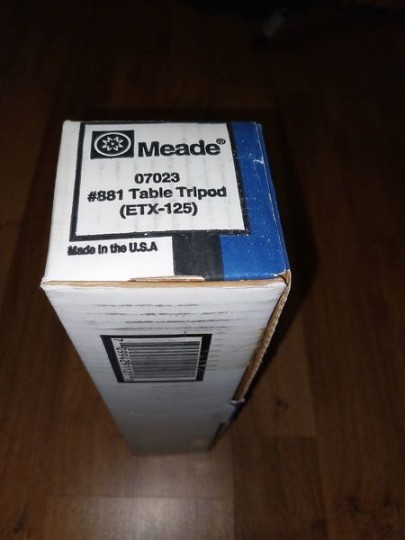 Meade®
07023
#881 Table Tripod
(ETX-125)
Made in the U.S.A